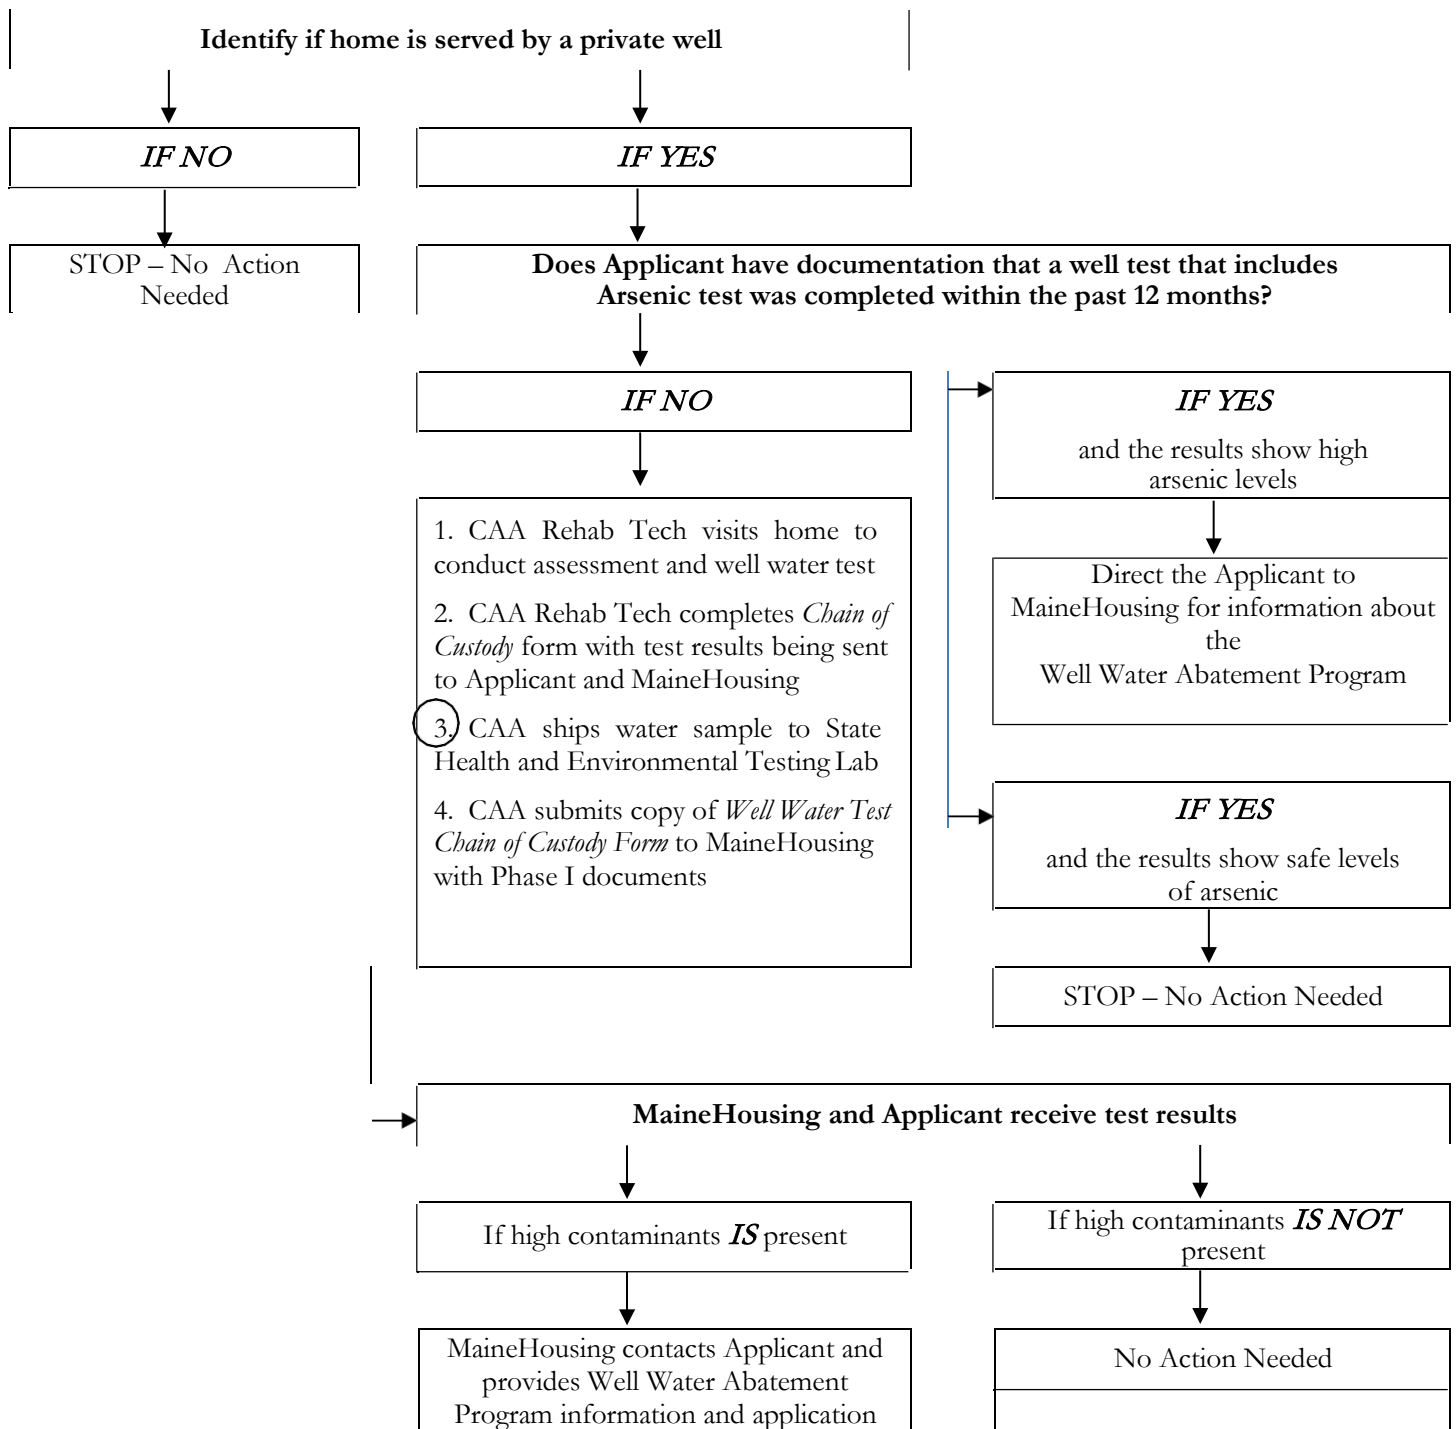 Identify if home is served by a private well
IF NO
IF YES
STOP – No Action
Needed
Does Applicant have documentation that a well test that includes
Arsenic test was completed within the past 12 months?
IF NO
1. CAA Rehab Tech visits home to
conduct assessment and well water test
2. CAA Rehab Tech completes Chain of
Custody form with test results being sent
to Applicant and MaineHousing
3. CAA ships water sample to State
Health and Environmental Testing Lab
4. CAA submits copy of Well Water Test
Chain of Custody Form to MaineHousing
with Phase I documents
IF YES
and the results show high
arsenic levels
Direct the Applicant to
MaineHousing for information about
the
Well Water Abatement Program
IF YES
and the results show safe levels
of arsenic
STOP – No Action Needed
MaineHousing and Applicant receive test results
If high contaminants IS present
If high contaminants IS NOT
present
MaineHousing contacts Applicant and
provides Well Water Abatement
Program information and application
No Action Needed